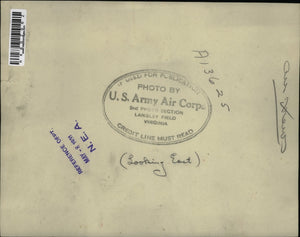 A13625
IF USED FOR PUBLICATION
PHOTO BY
U.S. Army Air Corps
2ND PHOTO SECTION
LANGLEY FIELD
VIRGINIA
CREDIT LINE MUST READ
(Looking East)
REFERENCE DEPT.
N.E.A.